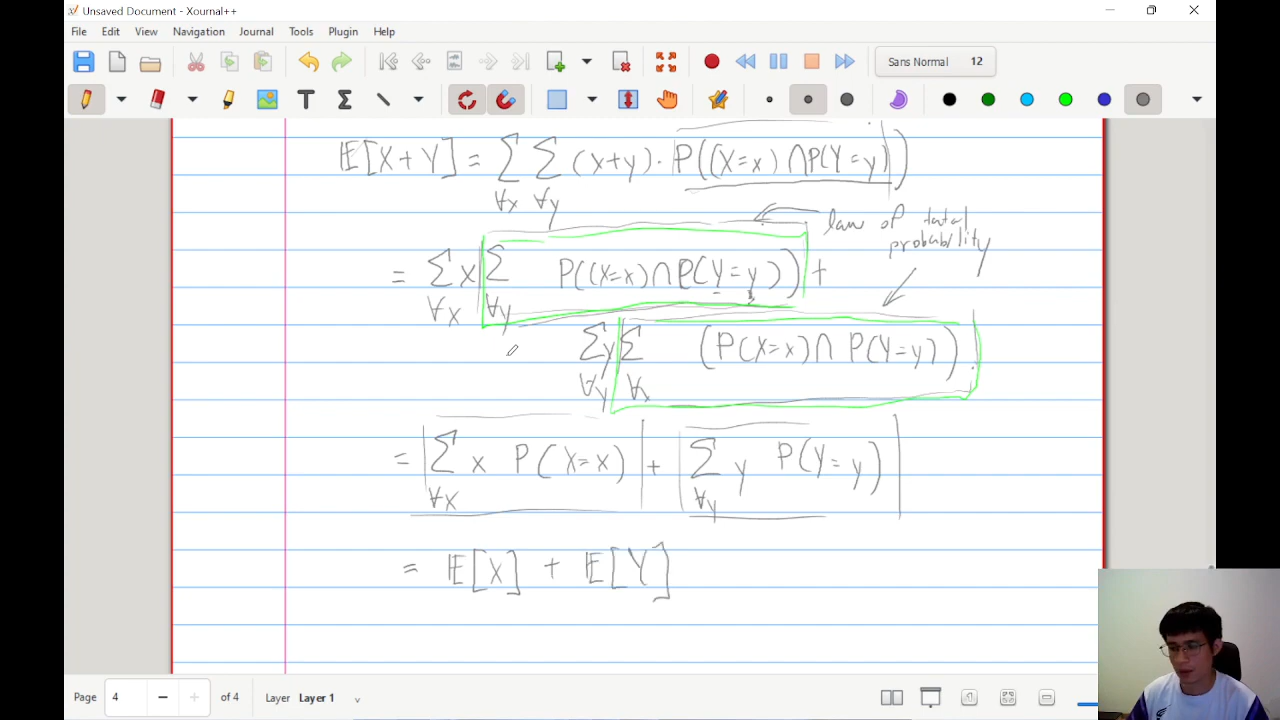 Unsaved Document - Xournal++
File Edit View Navigation Journal Tools Plugin Help
Sans Normal 12
𝔼[X+Y] = ∑∀x ∑∀y (x+y) · P((X=x) ∩ P(Y=y))
law of total
probability
= ∑∀x x ∑∀y P((X=x) ∩ P(Y=y)) +
∑∀y y ∑∀x (P(X=x) ∩ P(Y=y)).
= ∑∀x x P(X=x) + ∑∀y y P(Y=y)
= 𝔼[X] + 𝔼[Y]
Page 4 of 4 Layer Layer 1